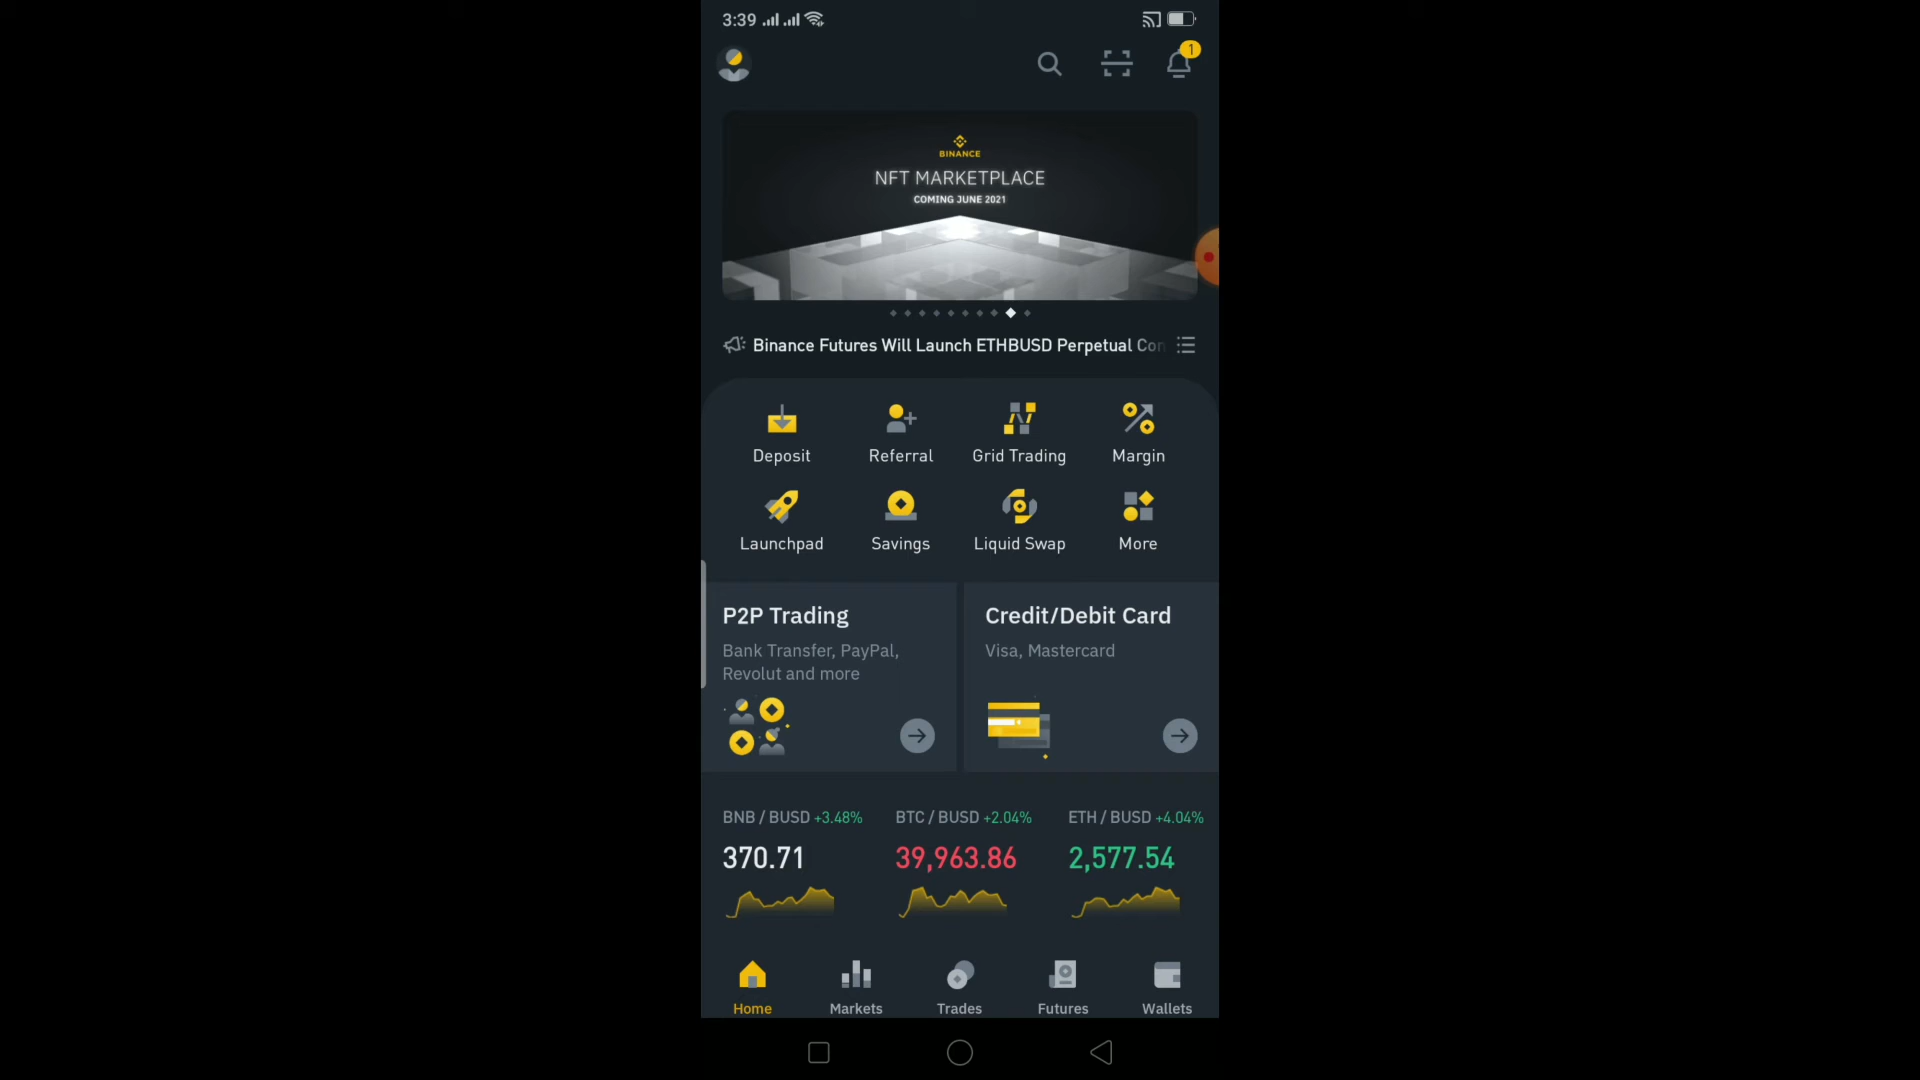 3:39
1
BINANCE
NFT MARKETPLACE
COMING JUNE 2021
Binance Futures Will Launch ETHBUSD Perpetual Con
Deposit
Referral
Grid Trading
Margin
Launchpad
Savings
Liquid Swap
More
P2P Trading
Bank Transfer, PayPal,
Revolut and more
Credit/Debit Card
Visa, Mastercard
BNB / BUSD +3.48%
370.71
BTC / BUSD +2.04%
39,963.86
ETH / BUSD +4.04%
2,577.54
Home
Markets
Trades
Futures
Wallets